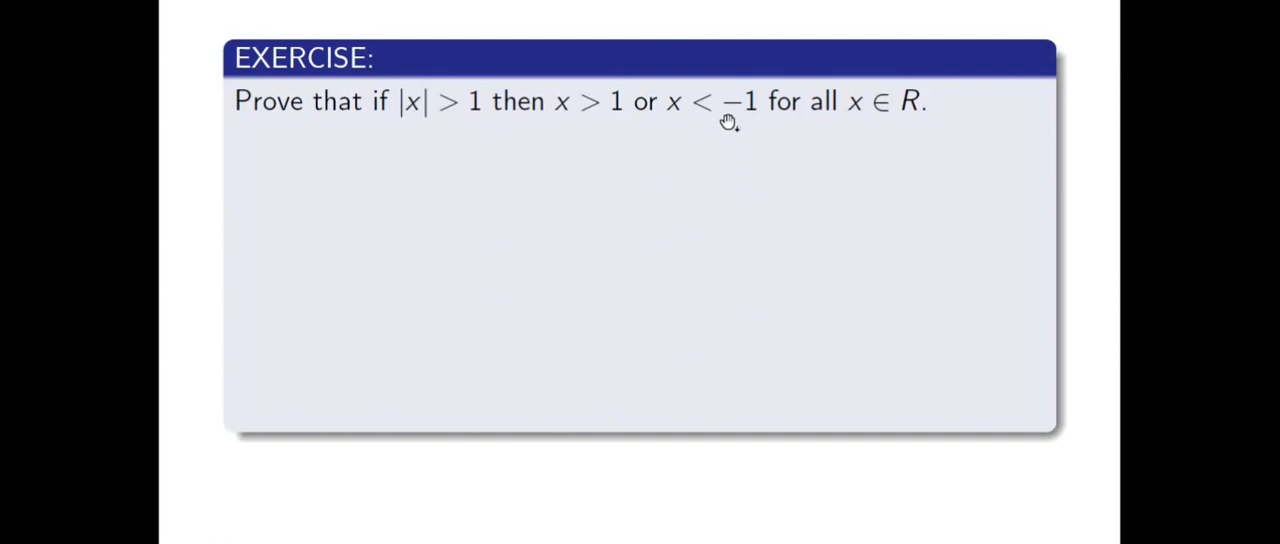 EXERCISE:
Prove that if |x| > 1 then x > 1 or x < −1 for all x ∈ R.